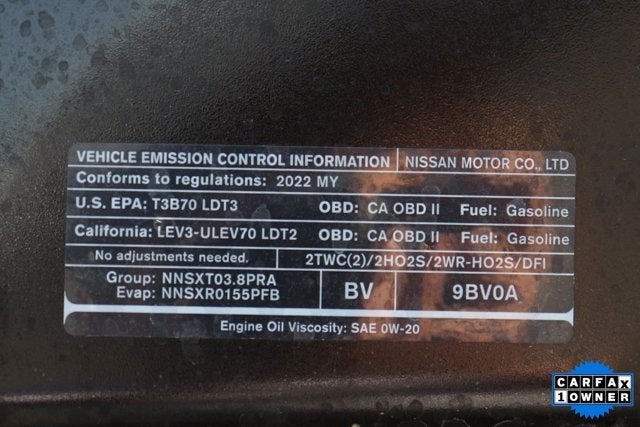 VEHICLE EMISSION CONTROL INFORMATION NISSAN MOTOR CO., LTD
Conforms to regulations: 2022 MY
U.S. EPA: T3B70 LDT3 OBD: CA OBD II Fuel: Gasoline
California: LEV3-ULEV70 LDT2 OBD: CA OBD II Fuel: Gasoline
No adjustments needed. 2TWC(2)/2HO2S/2WR-HO2S/DFI
Group: NNSXT03.8PRA
Evap: NNSXR0155PFB
BV 9BV0A
Engine Oil Viscosity: SAE 0W-20
CARFAX
1 OWNER